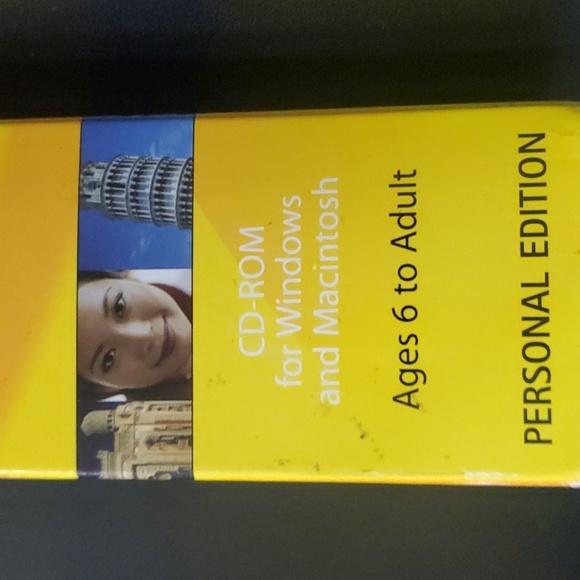 CD-ROM
for Windows
and Macintosh
Ages 6 to Adult
PERSONAL EDITION